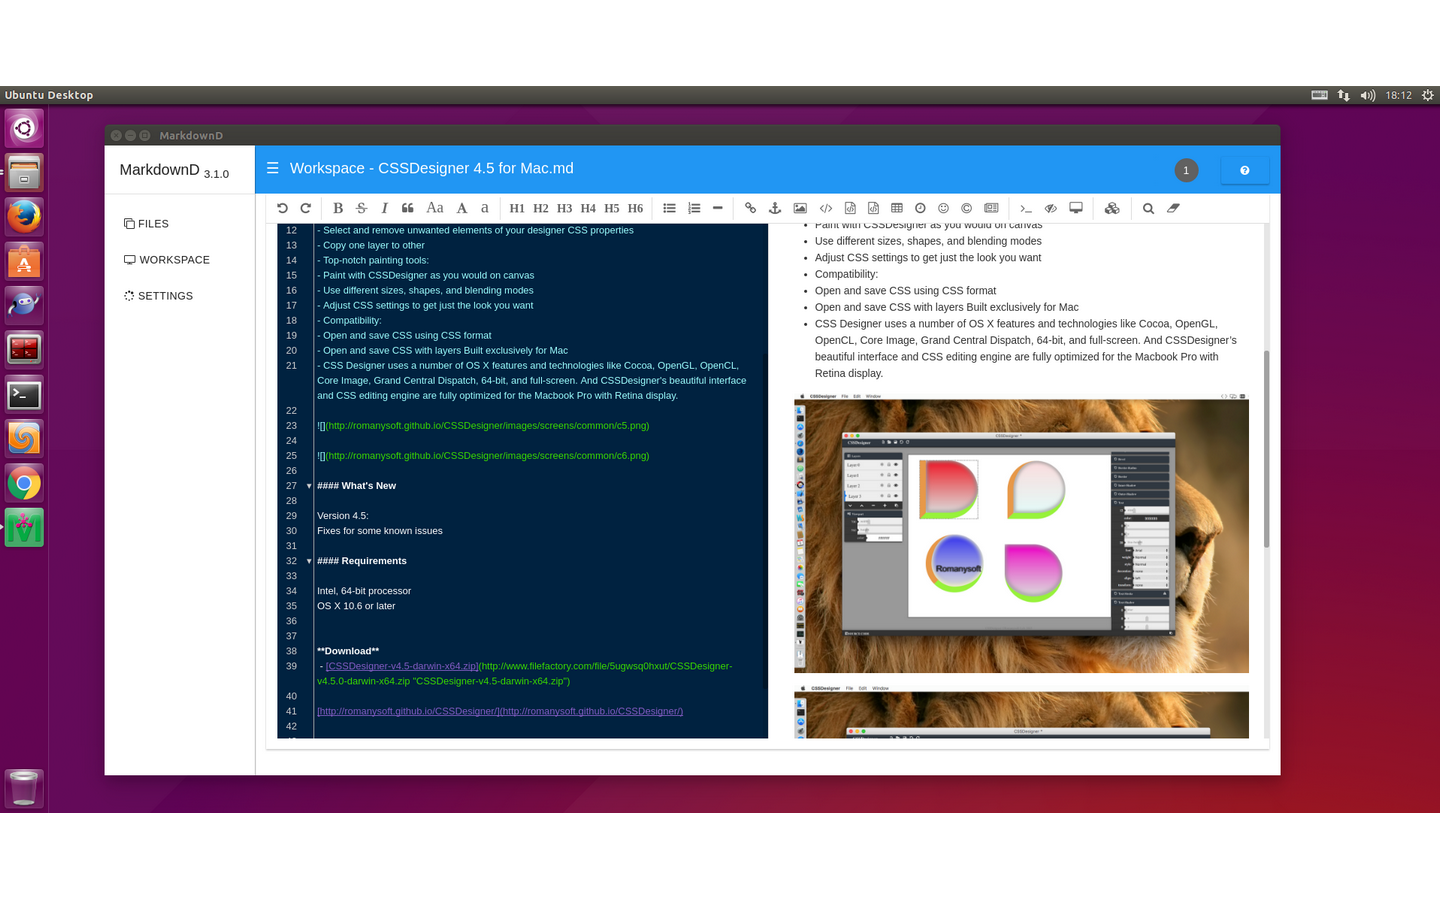 Ubuntu Desktop
18:12
MarkdownD
MarkdownD 3.1.0
Workspace - CSSDesigner 4.5 for Mac.md
1
FILES
WORKSPACE
SETTINGS
B S I Aa A a H1 H2 H3 H4 H5 H6
12 - Select and remove unwanted elements of your designer CSS properties
13 - Copy one layer to other
14 - Top-notch painting tools:
15 - Paint with CSSDesigner as you would on canvas
16 - Use different sizes, shapes, and blending modes
17 - Adjust CSS settings to get just the look you want
18 - Compatibility:
19 - Open and save CSS using CSS format
20 - Open and save CSS with layers Built exclusively for Mac
21 - CSS Designer uses a number of OS X features and technologies like Cocoa, OpenGL, OpenCL,
Core Image, Grand Central Dispatch, 64-bit, and full-screen. And CSSDesigner's beautiful interface
and CSS editing engine are fully optimized for the Macbook Pro with Retina display.
22
23 ![](http://romanysoft.github.io/CSSDesigner/images/screens/common/c5.png)
24
25 ![](http://romanysoft.github.io/CSSDesigner/images/screens/common/c6.png)
26
27 #### What's New
28
29 Version 4.5:
30 Fixes for some known issues
31
32 #### Requirements
33
34 Intel, 64-bit processor
35 OS X 10.6 or later
36
37
38 **Download**
39 - [CSSDesigner-v4.5-darwin-x64.zip](http://www.filefactory.com/file/5ugwsq0hxut/CSSDesigner-
v4.5.0-darwin-x64.zip "CSSDesigner-v4.5-darwin-x64.zip")
40
41 [http://romanysoft.github.io/CSSDesigner/](http://romanysoft.github.io/CSSDesigner/)
42
• Paint with CSSDesigner as you would on canvas
• Use different sizes, shapes, and blending modes
• Adjust CSS settings to get just the look you want
• Compatibility:
• Open and save CSS using CSS format
• Open and save CSS with layers Built exclusively for Mac
• CSS Designer uses a number of OS X features and technologies like Cocoa, OpenGL,
OpenCL, Core Image, Grand Central Dispatch, 64-bit, and full-screen. And CSSDesigner's
beautiful interface and CSS editing engine are fully optimized for the Macbook Pro with
Retina display.
CSSDesigner File Edit Window
CSSDesigner *
CSSDesigner
Romanysoft
CSSDesigner File Edit Window
CSSDesigner *